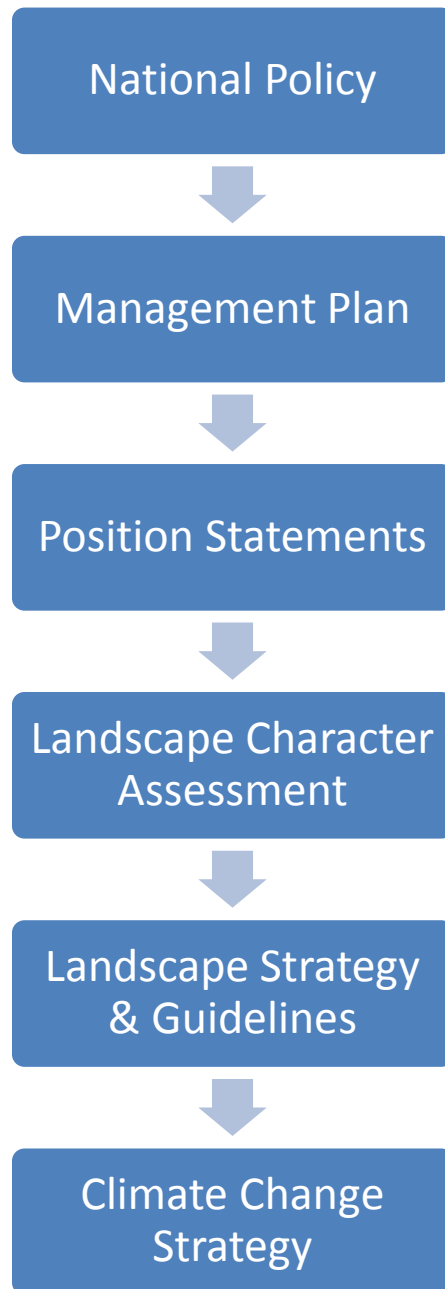 National Policy
Management Plan
Position Statements
Landscape Character
Assessment
Landscape Strategy
& Guidelines
Climate Change
Strategy